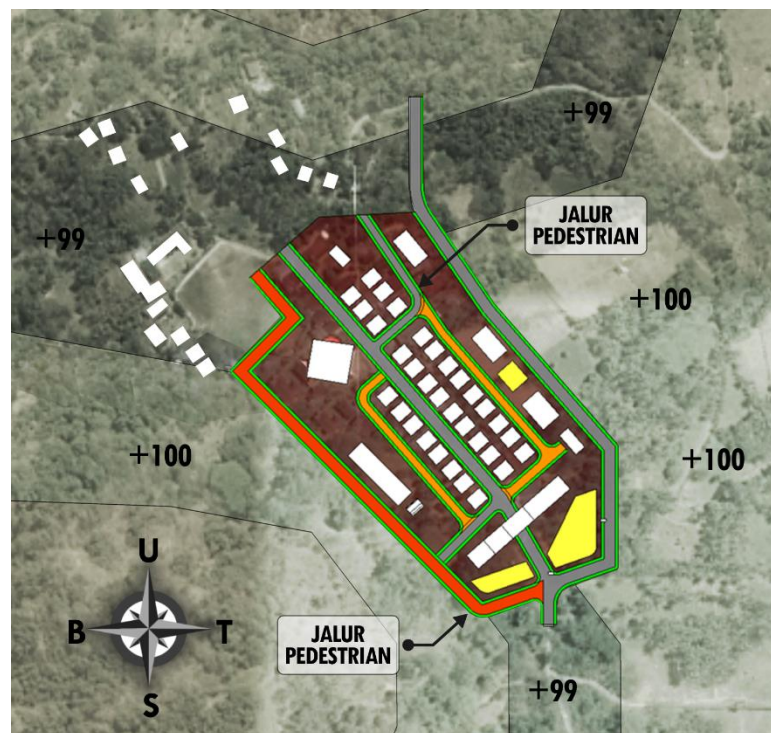 +99
JALUR
PEDESTRIAN
+99
+100
+100
+100
U
B
T
S
JALUR
PEDESTRIAN
+99